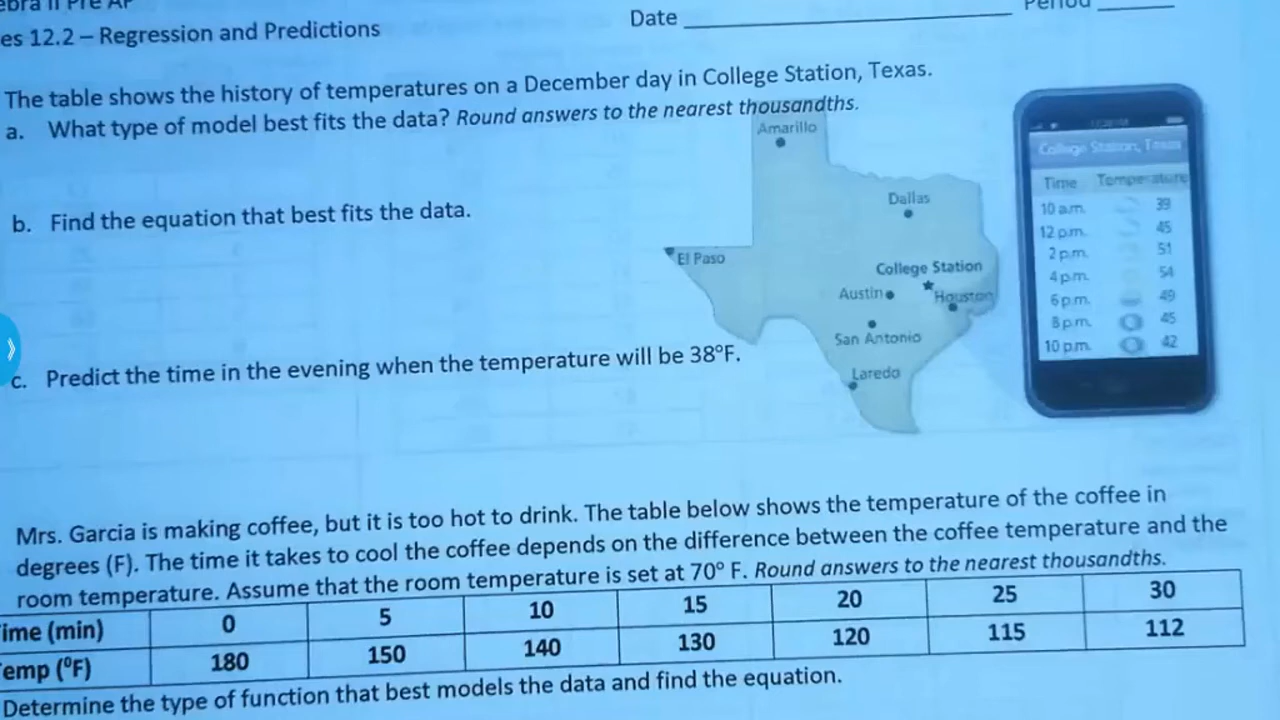 Date
es 12.2 – Regression and Predictions
The table shows the history of temperatures on a December day in College Station, Texas.
a. What type of model best fits the data? Round answers to the nearest thousandths.
b. Find the equation that best fits the data.
c. Predict the time in the evening when the temperature will be 38°F.
Amarillo
Dallas
El Paso
College Station
Austin
Houston
San Antonio
Laredo
College Station, Texas
Time Temperature
10 a.m. 39
12 p.m. 45
2 p.m. 51
4 p.m. 54
6 p.m. 49
8 p.m. 45
10 p.m. 42
Mrs. Garcia is making coffee, but it is too hot to drink. The table below shows the temperature of the coffee in
degrees (F). The time it takes to cool the coffee depends on the difference between the coffee temperature and the
room temperature. Assume that the room temperature is set at 70° F. Round answers to the nearest thousandths.
ime (min) 0 5 10 15 20 25 30
emp (°F) 180 150 140 130 120 115 112
Determine the type of function that best models the data and find the equation.